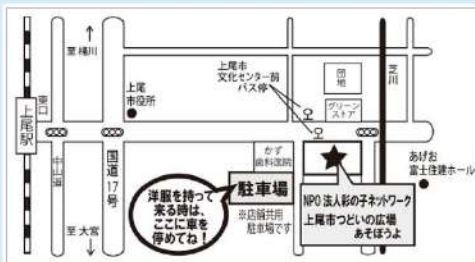 至桶川
上尾駅
東口
中山道
至大宮
国道17号
上尾
市役所
上尾市
文化センター前
バス停
団地
グリーン
ストア
芝川
かず
歯科医院
駐車場
※店舗共用
駐車場です
洋服を持って
来る時は、
ここに車を
停めてね！
NPO法人彩の子ネットワーク
上尾市つどいの広場
あそぼうよ
あげお
富士住建ホール